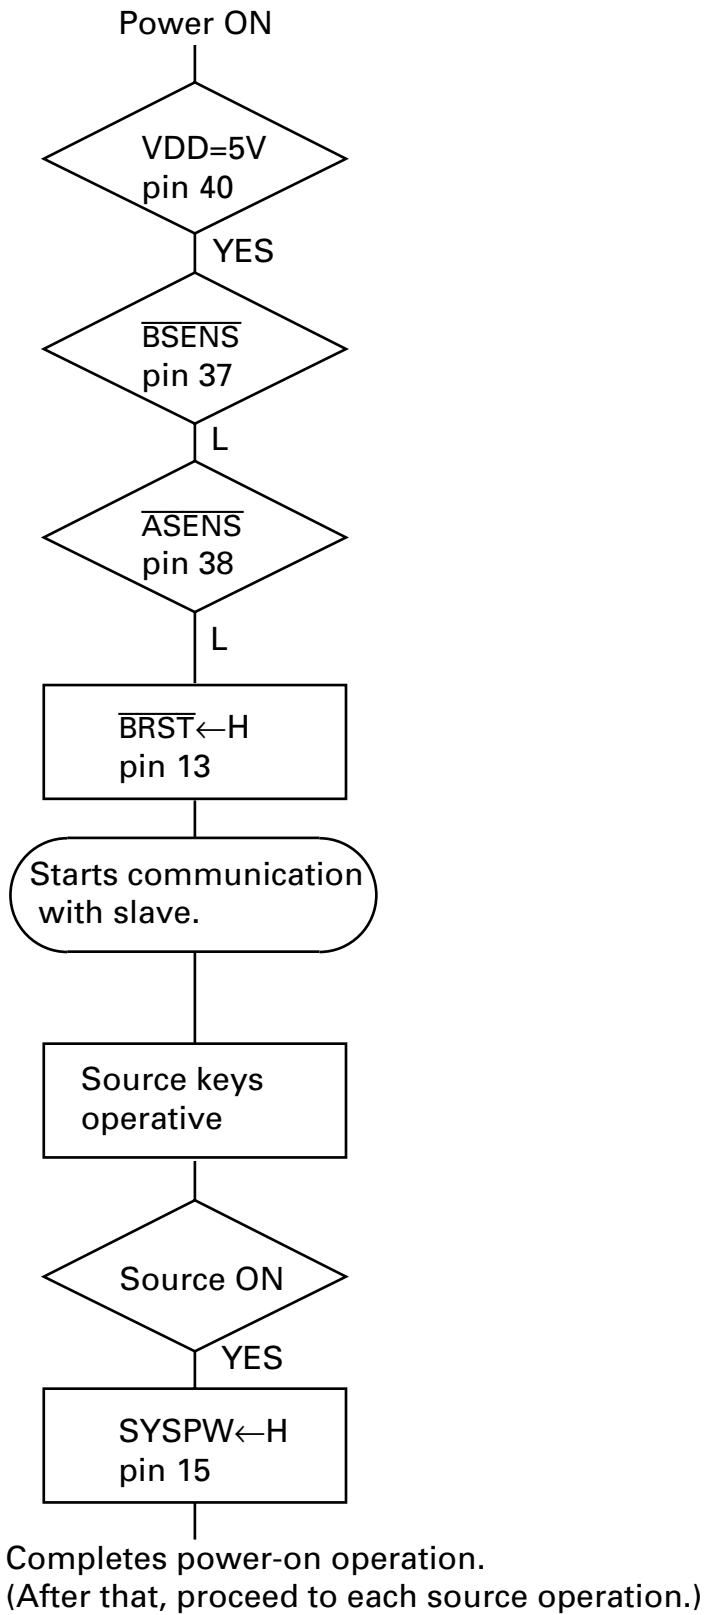 Power ON
VDD=5V
pin 40
YES
BSENS
pin 37
L
ASENS
pin 38
L
BRST←H
pin 13
Starts communication
with slave.
Source keys
operative
Source ON
YES
SYSPW←H
pin 15
Completes power-on operation.
(After that, proceed to each source operation.)